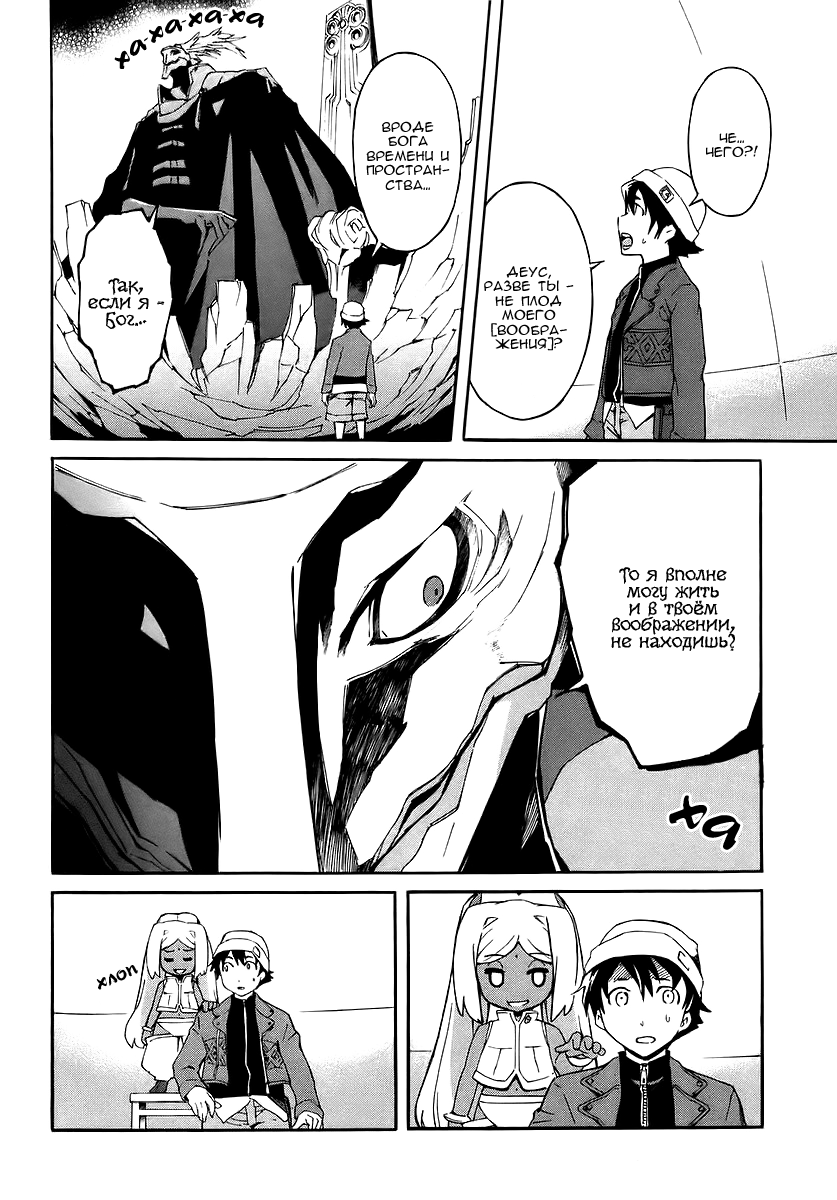 ЧЕ...
ЧЕГО?!
ДЕУС,
РАЗВЕ ТЫ -
НЕ ПЛОД
МОЕГО
[ВООБРА-
ЖЕНИЯ]?
ВРОДЕ
БОГА
ВРЕМЕНИ И
ПРОСТРАН-
СТВА...
ХА-ХА-ХА-ХА
Так,
если я -
Бог...
То я вполне
могу жить
и в твоём
воображении,
не находишь?
ХА
ХЛОП